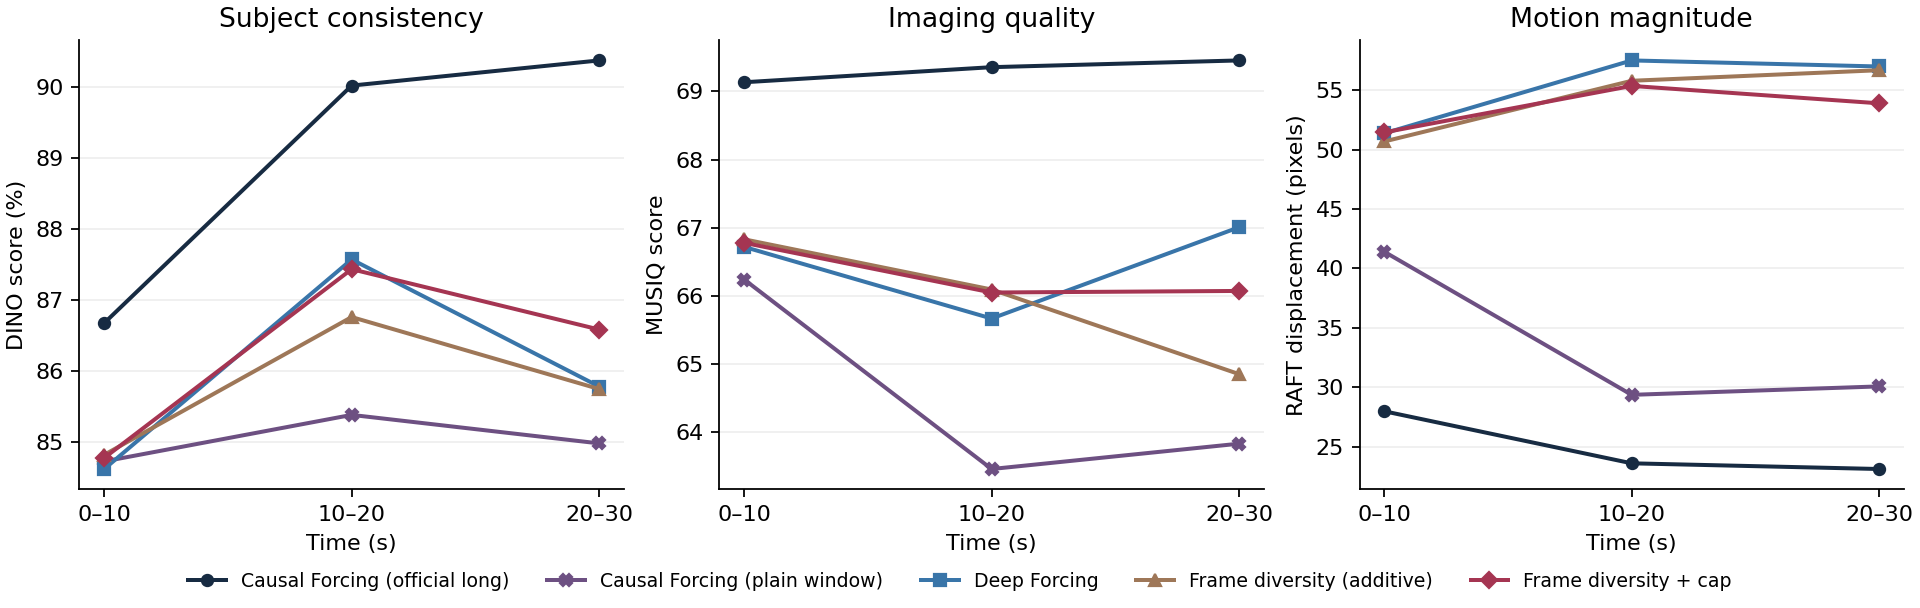 Subject consistency
DINO score (%)
90
89
88
87
86
85
0–10
10–20
20–30
Time (s)
Imaging quality
MUSIQ score
69
68
67
66
65
64
0–10
10–20
20–30
Time (s)
Motion magnitude
RAFT displacement (pixels)
55
50
45
40
35
30
25
0–10
10–20
20–30
Time (s)
Causal Forcing (official long)
Causal Forcing (plain window)
Deep Forcing
Frame diversity (additive)
Frame diversity + cap